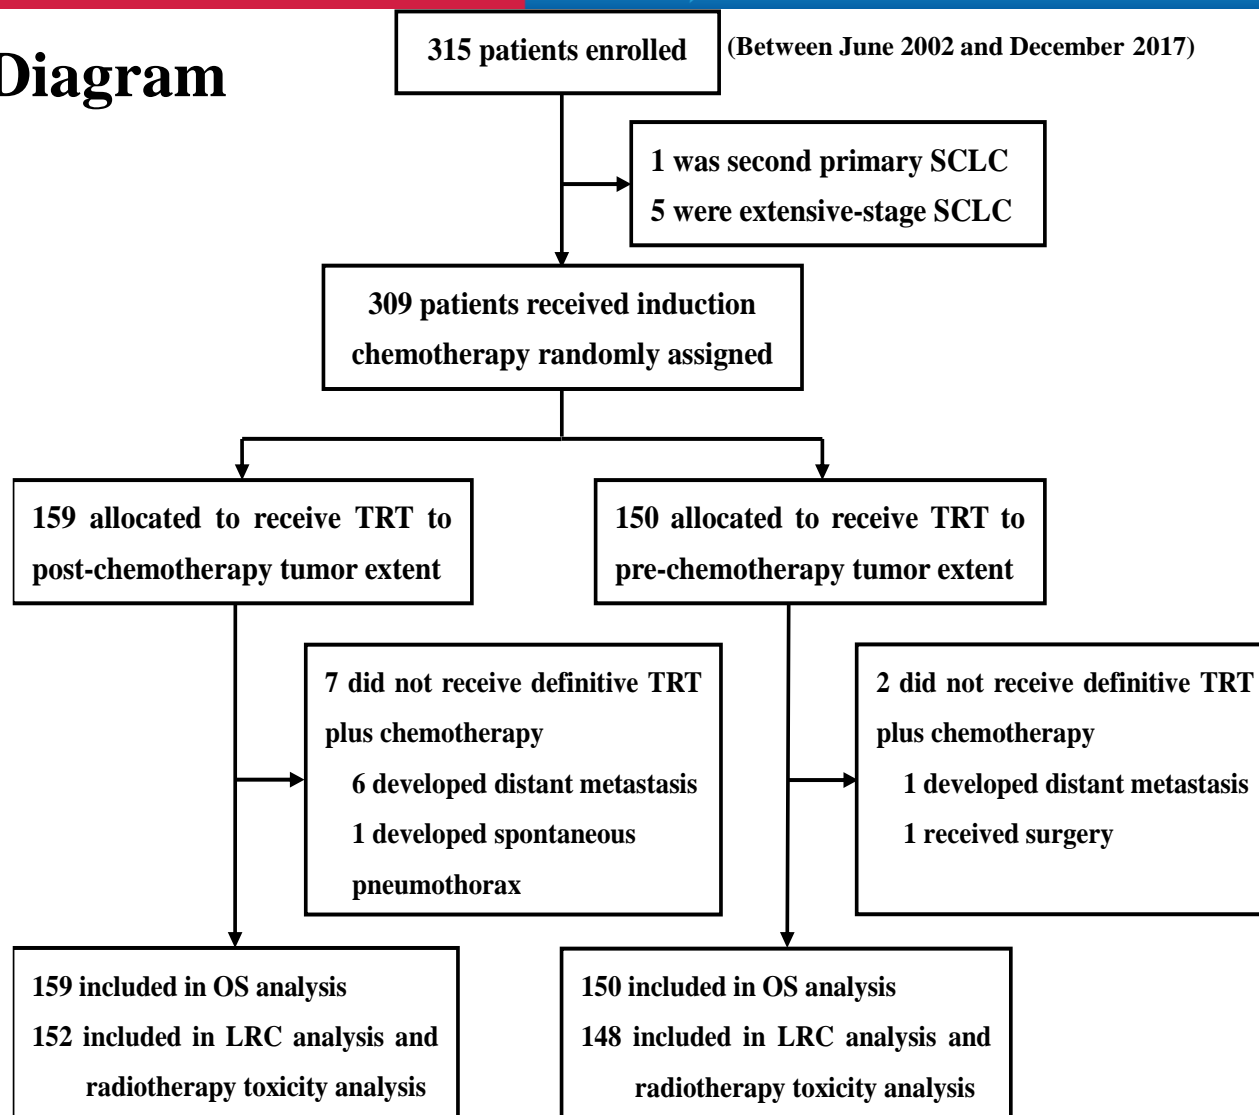 Diagram
315 patients enrolled
(Between June 2002 and December 2017)
1 was second primary SCLC
5 were extensive-stage SCLC
309 patients received induction
chemotherapy randomly assigned
159 allocated to receive TRT to
post-chemotherapy tumor extent
150 allocated to receive TRT to
pre-chemotherapy tumor extent
7 did not receive definitive TRT
plus chemotherapy
6 developed distant metastasis
1 developed spontaneous
pneumothorax
2 did not receive definitive TRT
plus chemotherapy
1 developed distant metastasis
1 received surgery
159 included in OS analysis
152 included in LRC analysis and
radiotherapy toxicity analysis
150 included in OS analysis
148 included in LRC analysis and
radiotherapy toxicity analysis